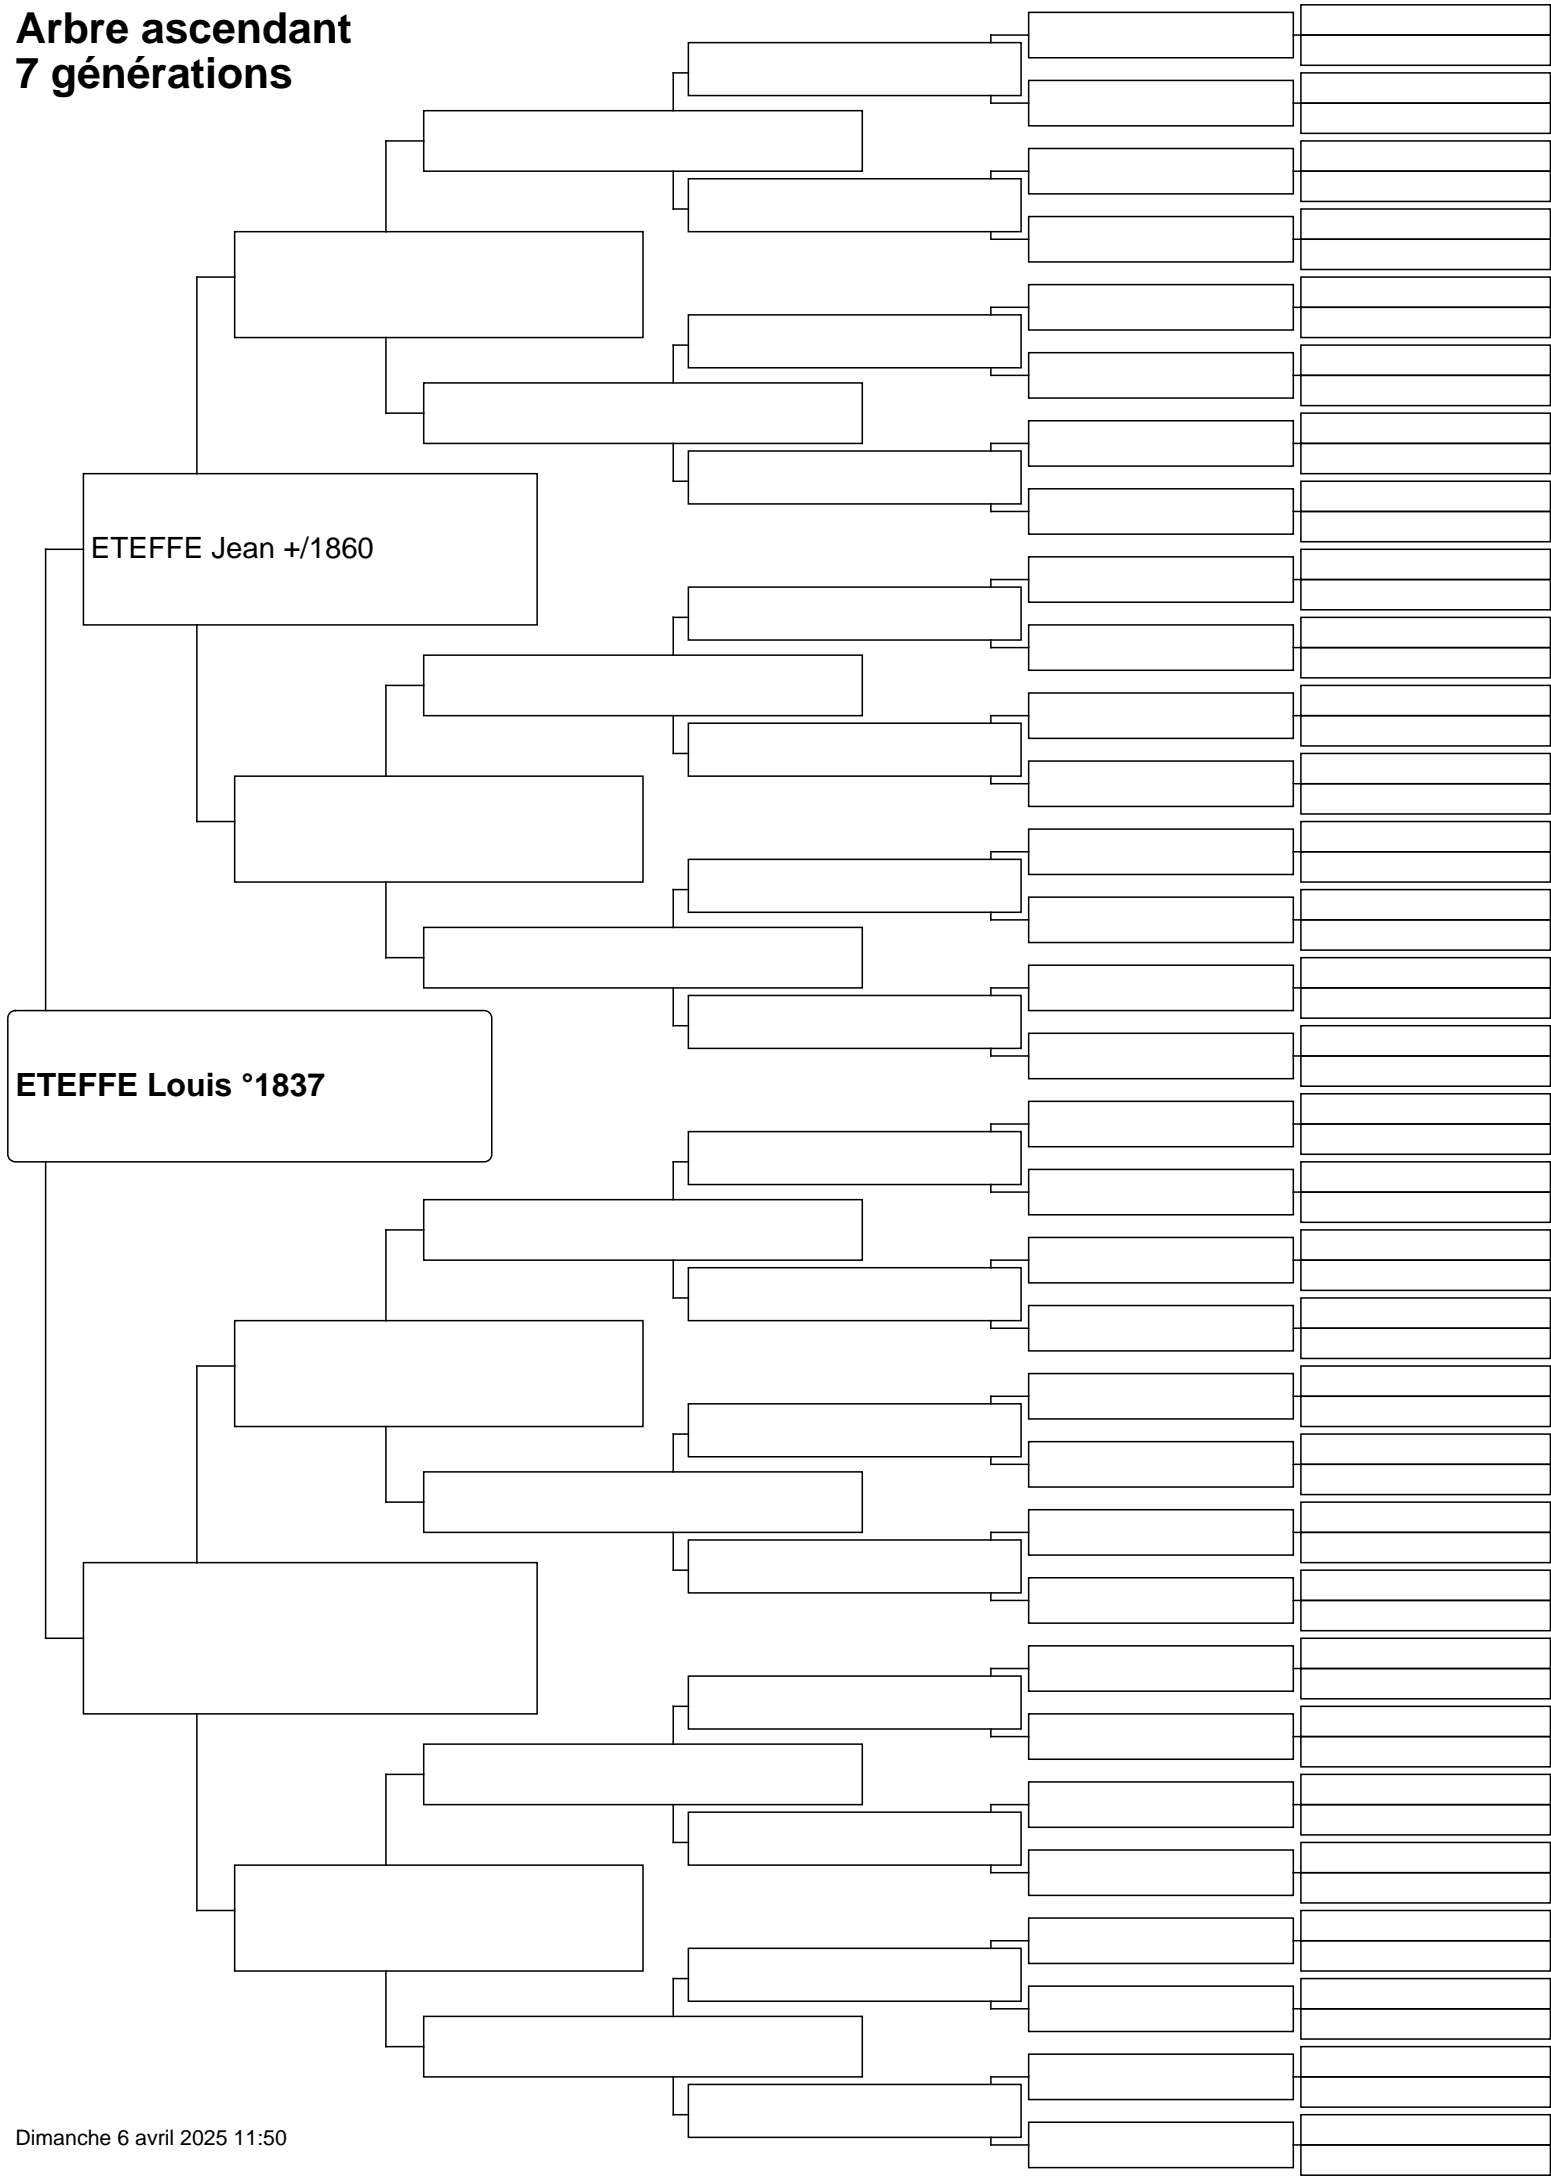 Arbre ascendant
7 générations
ETEFFE Jean +/1860
ETEFFE Louis °1837
Dimanche 6 avril 2025 11:50